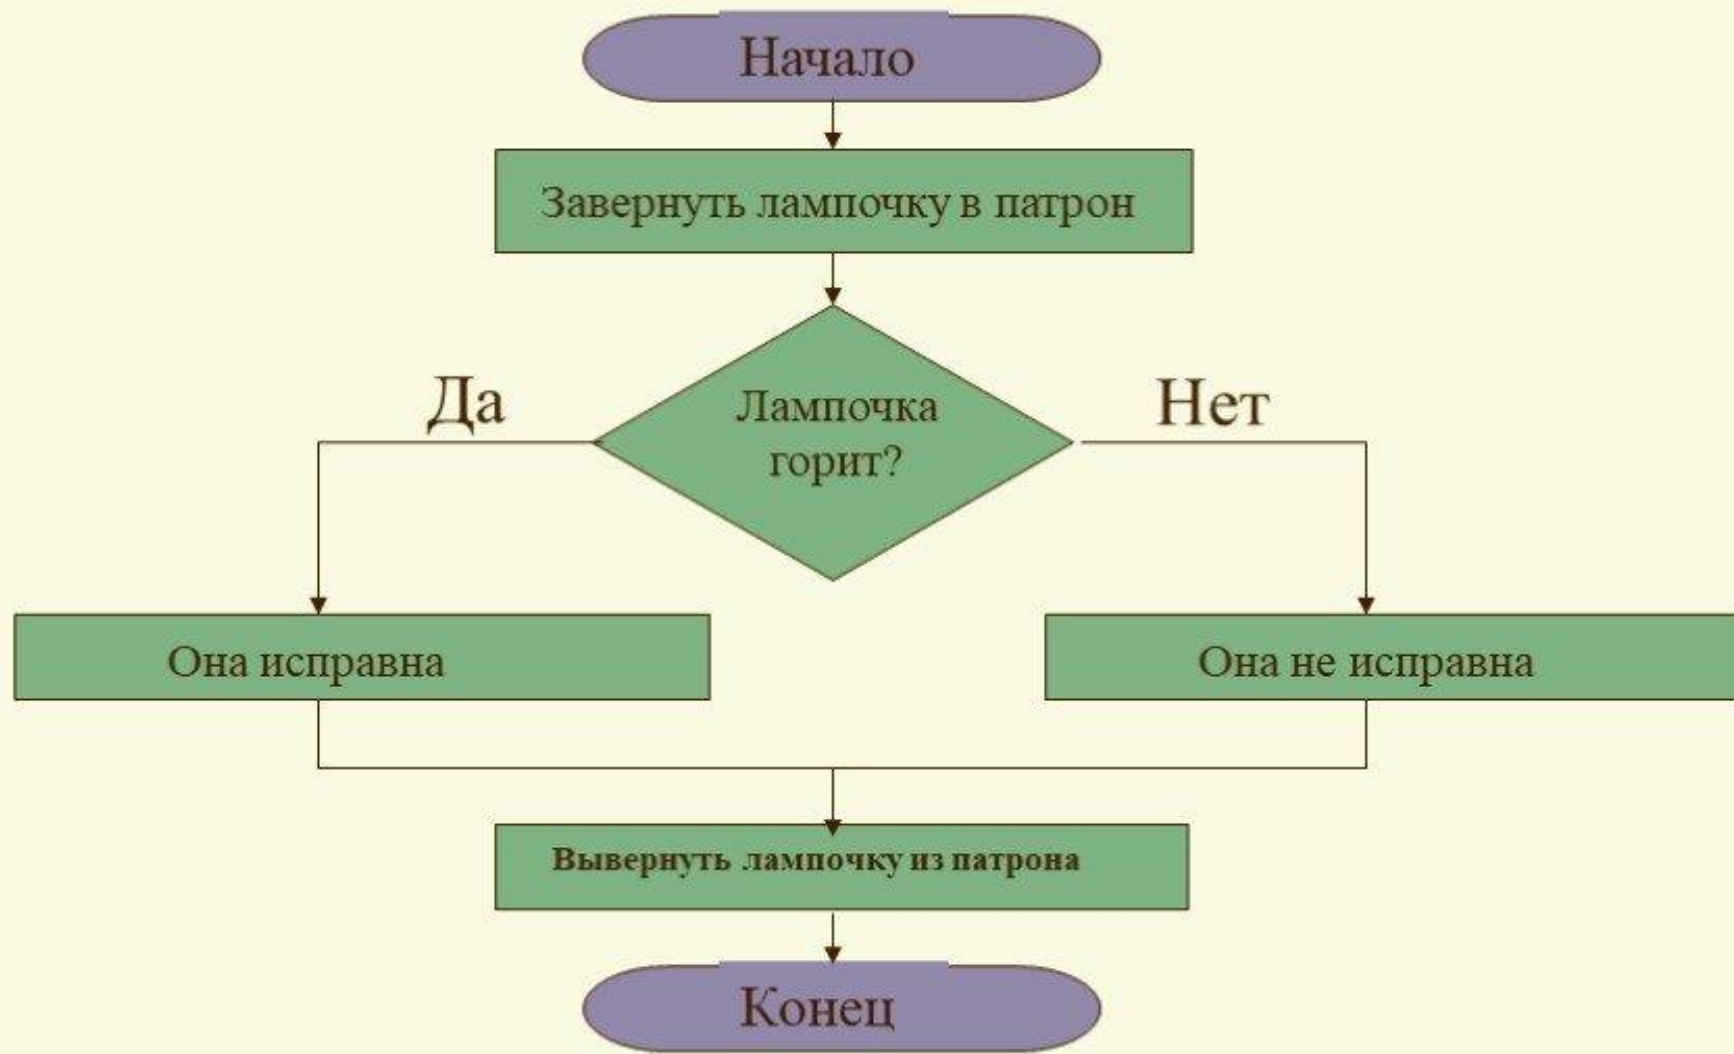 Начало
Завернуть лампочку в патрон
Да
Лампочка
горит?
Нет
Она исправна
Она не исправна
Вывернуть лампочку из патрона
Конец